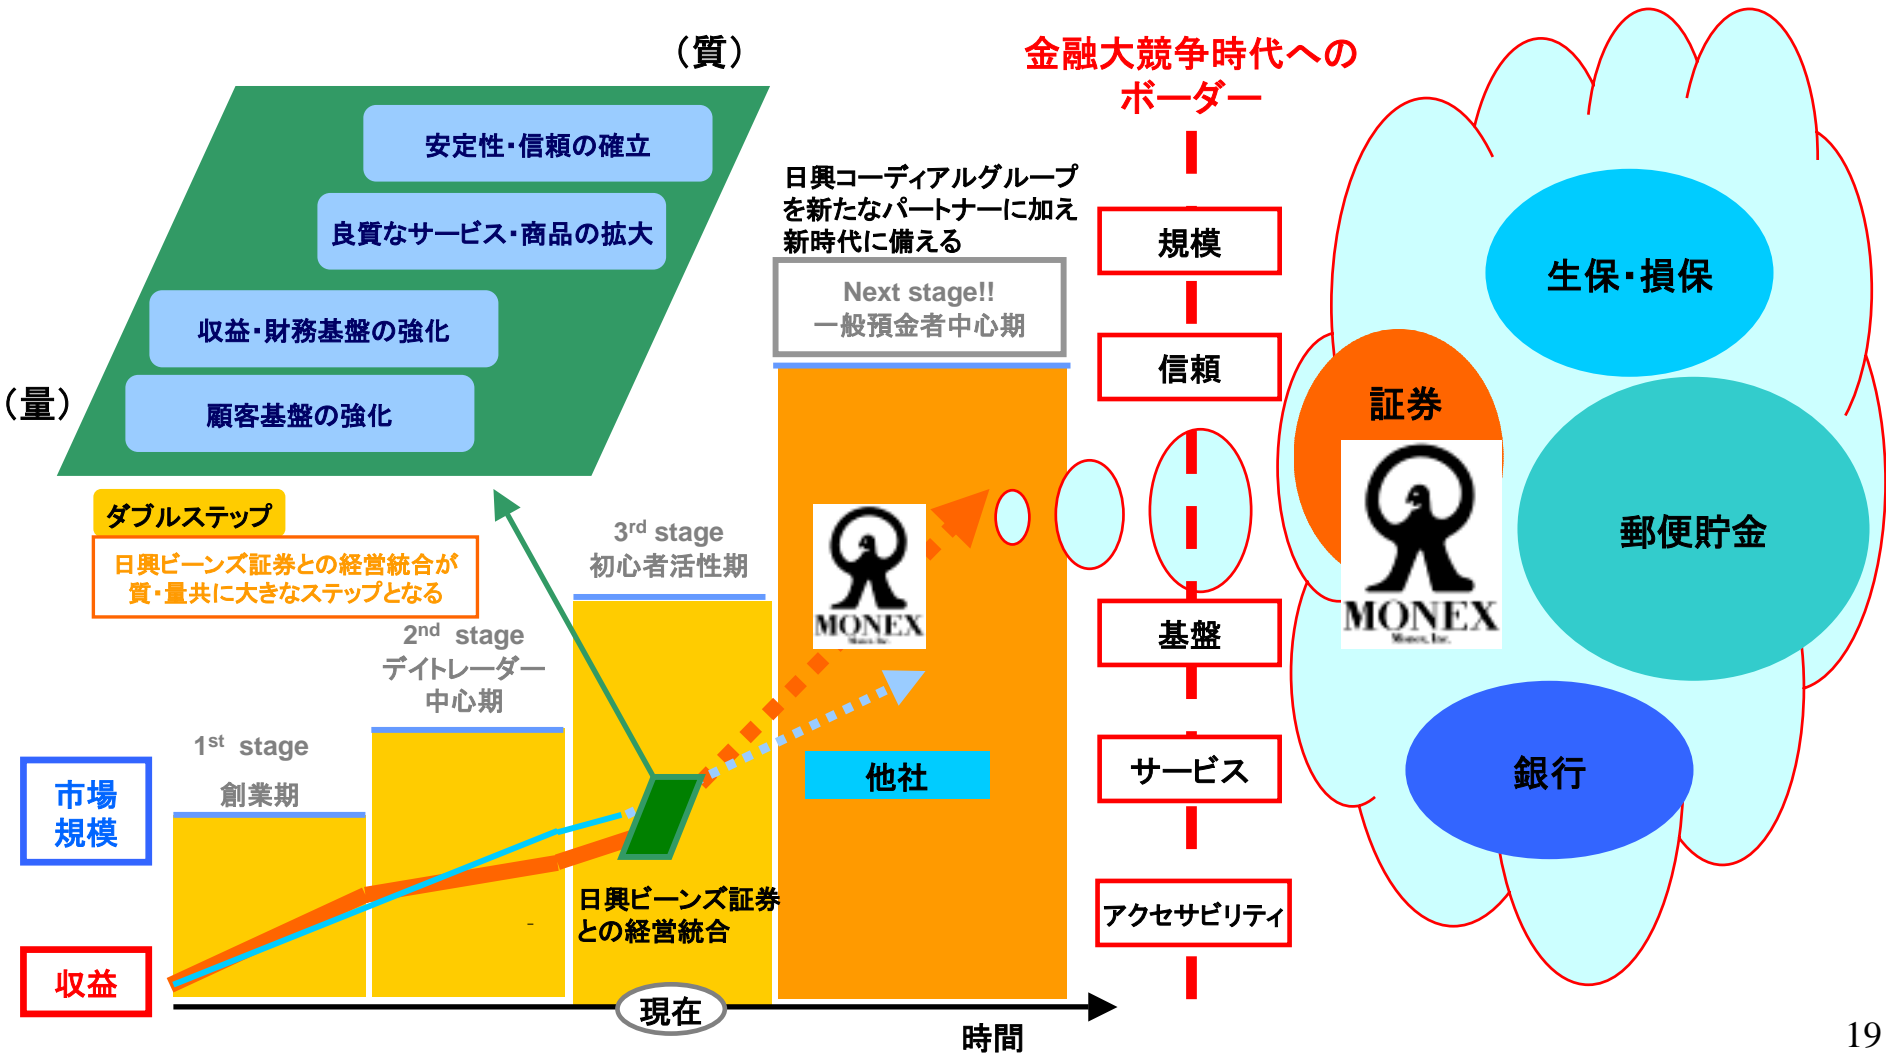 （質）
安定性・信頼の確立
良質なサービス・商品の拡大
収益・財務基盤の強化
顧客基盤の強化
（量）
ダブルステップ
日興ビーンズ証券との経営統合が
質・量共に大きなステップとなる
1st stage
創業期
2nd stage
デイトレーダー
中心期
3rd stage
初心者活性期
日興コーディアルグループ
を新たなパートナーに加え
新時代に備える
Next stage!!
一般預金者中心期
MONEX
Monex, Inc.
他社
日興ビーンズ証券
との経営統合
市場
規模
収益
現在
時間
金融大競争時代への
ボーダー
規模
信頼
基盤
サービス
アクセサビリティ
生保・損保
証券
MONEX
Monex, Inc.
郵便貯金
銀行
19